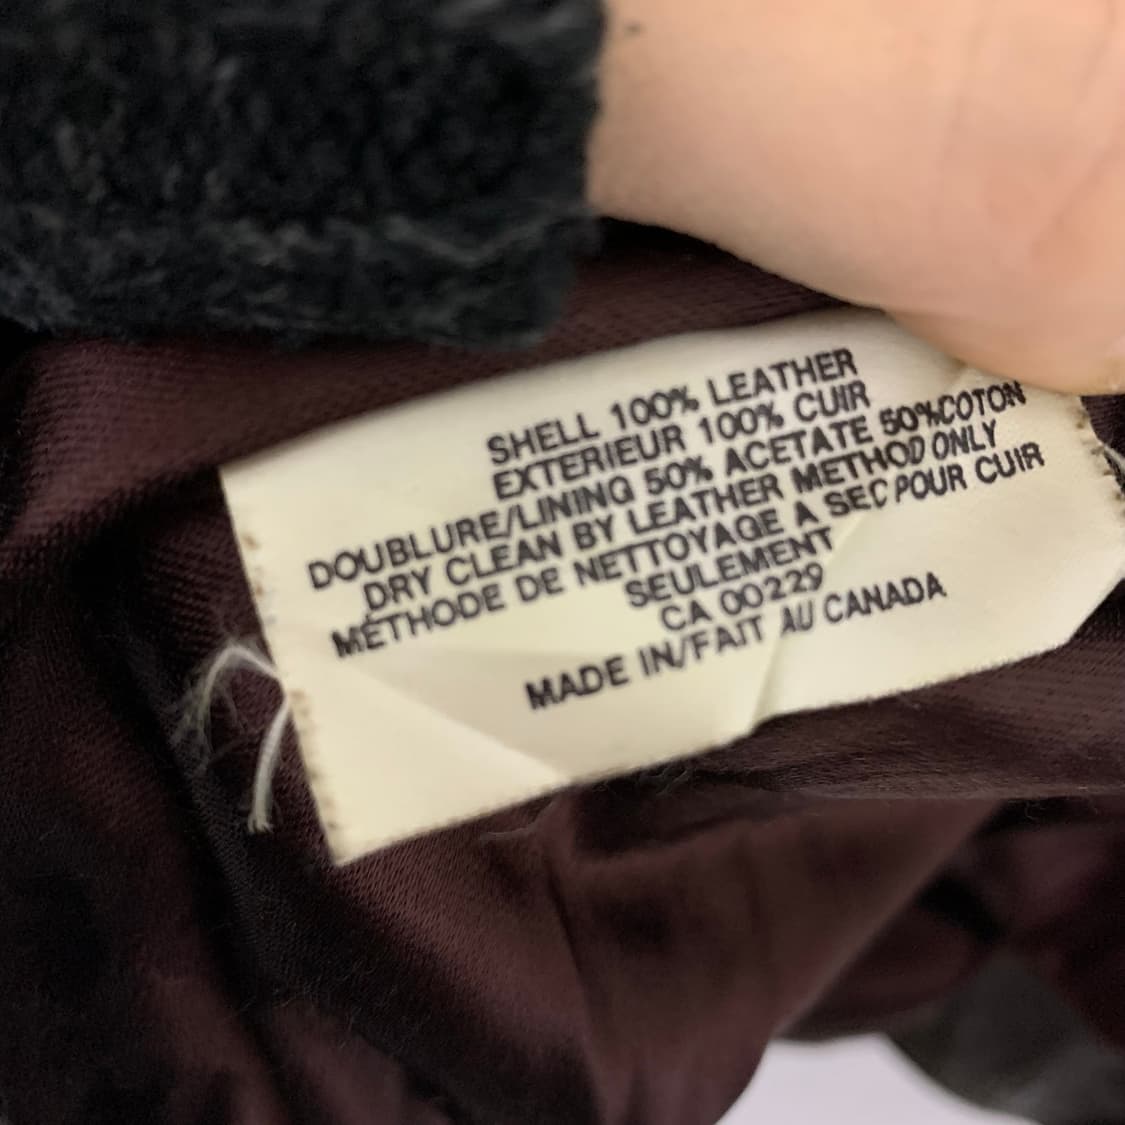 SHELL 100% LEATHER
EXTERIEUR 100% CUIR
DOUBLURE/LINING 50% ACETATE 50%COTON
DRY CLEAN BY LEATHER METHOD ONLY
MÉTHODE DE NETTOYAGE A SEC POUR CUIR
SEULEMENT
CA 00229
MADE IN/FAIT AU CANADA